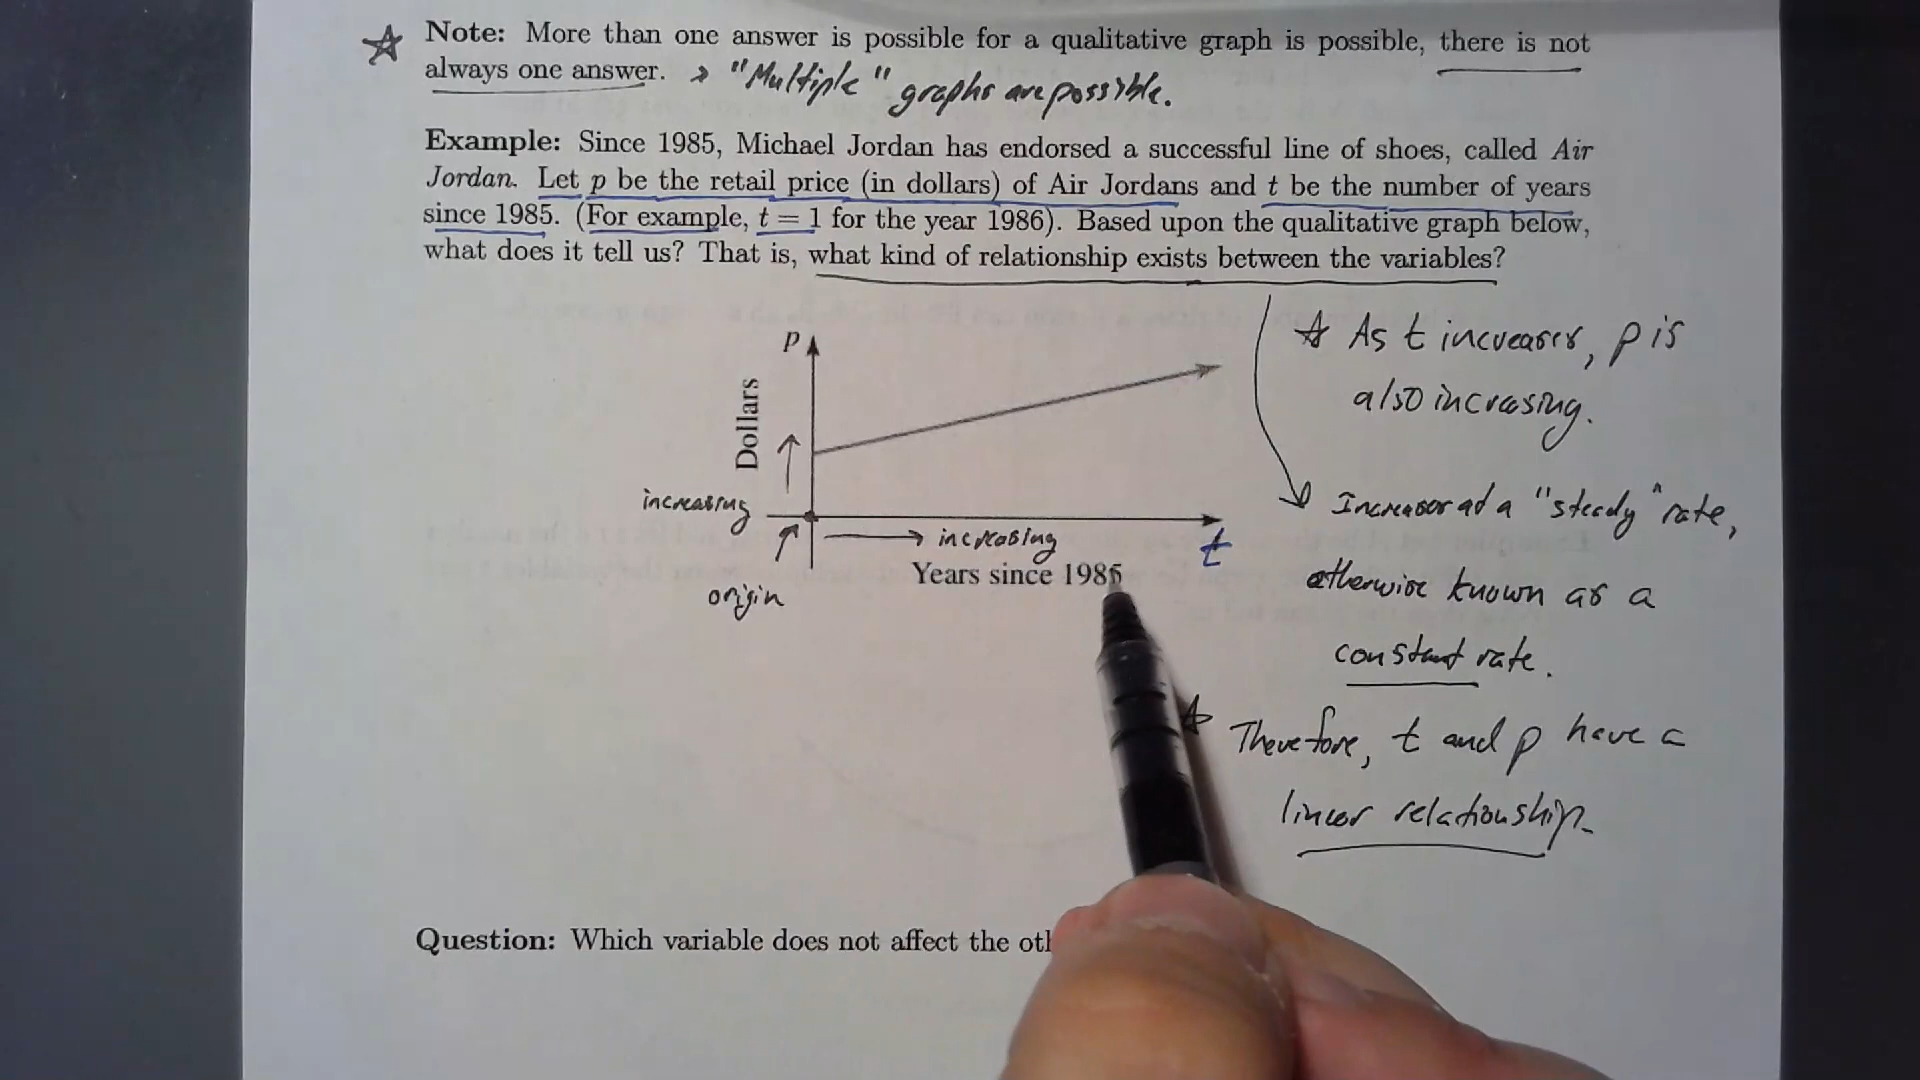 Note: More than one answer is possible for a qualitative graph is possible, there is not
always one answer. → "Multiple" graphs are possible.
Example: Since 1985, Michael Jordan has endorsed a successful line of shoes, called Air
Jordan. Let p be the retail price (in dollars) of Air Jordans and t be the number of years
since 1985. (For example, t = 1 for the year 1986). Based upon the qualitative graph below,
what does it tell us? That is, what kind of relationship exists between the variables?
p
Dollars
increasing
origin
increasing
t
Years since 1985
As t increases, p is
also increasing.
Increases at a "steady" rate,
otherwise known as a
constant rate.
Therefore, t and p have a
linear relationship.
Question: Which variable does not affect the